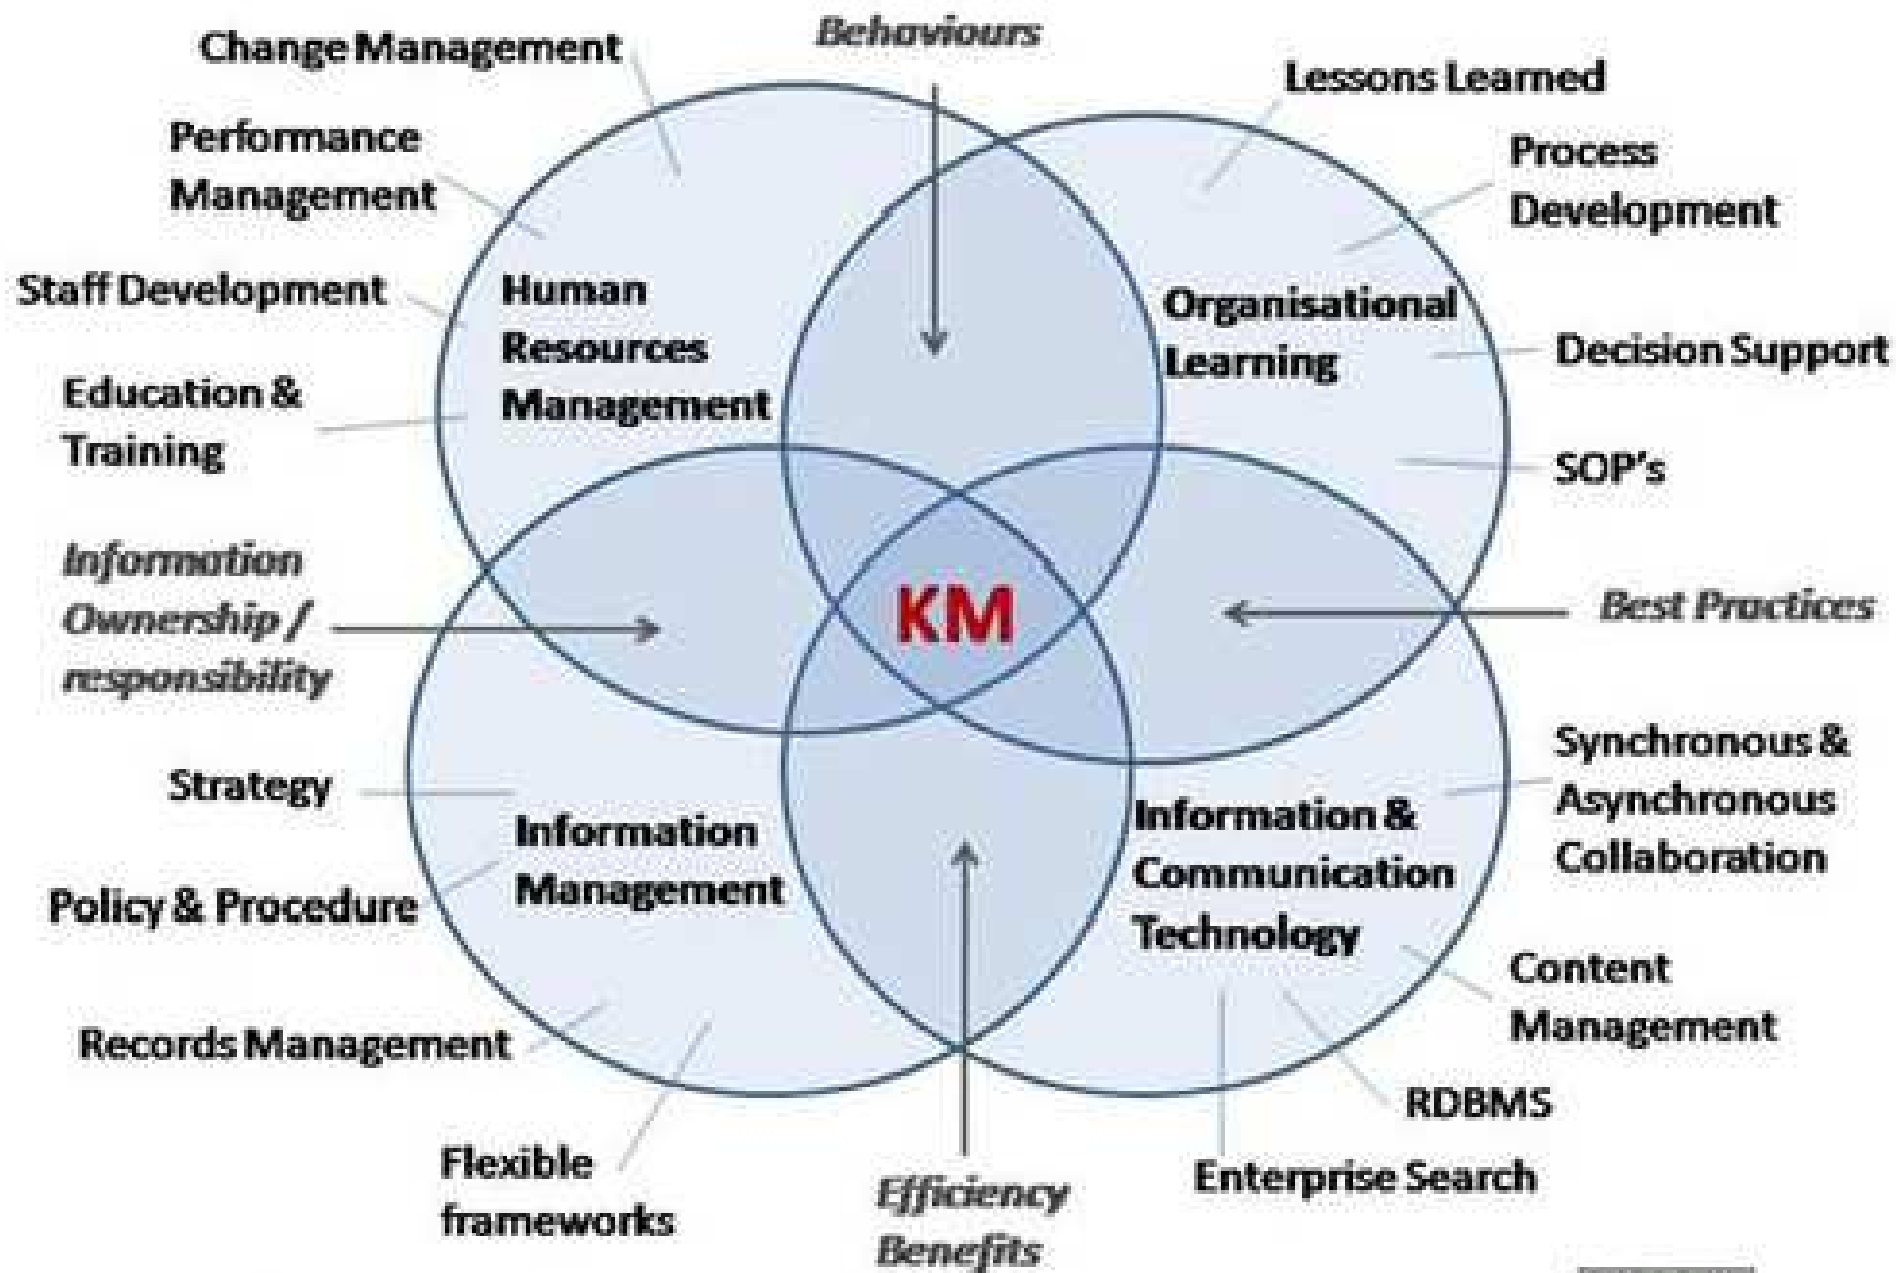 Behaviours
Change Management
Lessons Learned
Performance
Management
Process
Development
Staff Development
Human
Resources
Management
Organisational
Learning
Decision Support
Education &
Training
SOP's
Information
Ownership /
responsibility
KM
Best Practices
Strategy
Information
Management
Information &
Communication
Technology
Synchronous &
Asynchronous
Collaboration
Policy & Procedure
Content
Management
Records Management
RDBMS
Flexible
frameworks
Enterprise Search
Efficiency
Benefits